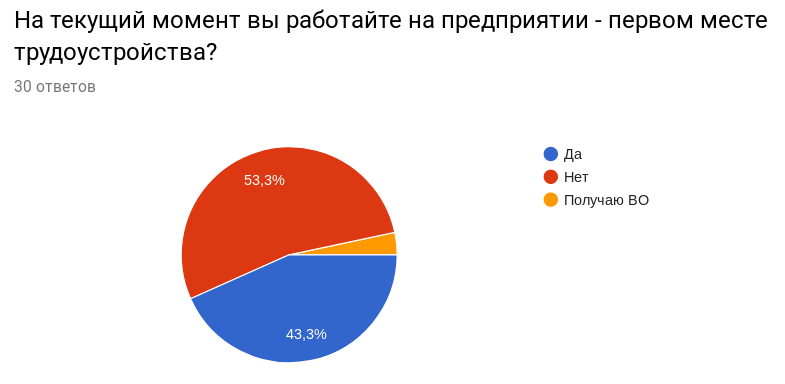 На текущий момент вы работайте на предприятии - первом месте
трудоустройства?
30 ответов
53,3%
43,3%
Да
Нет
Получаю ВО